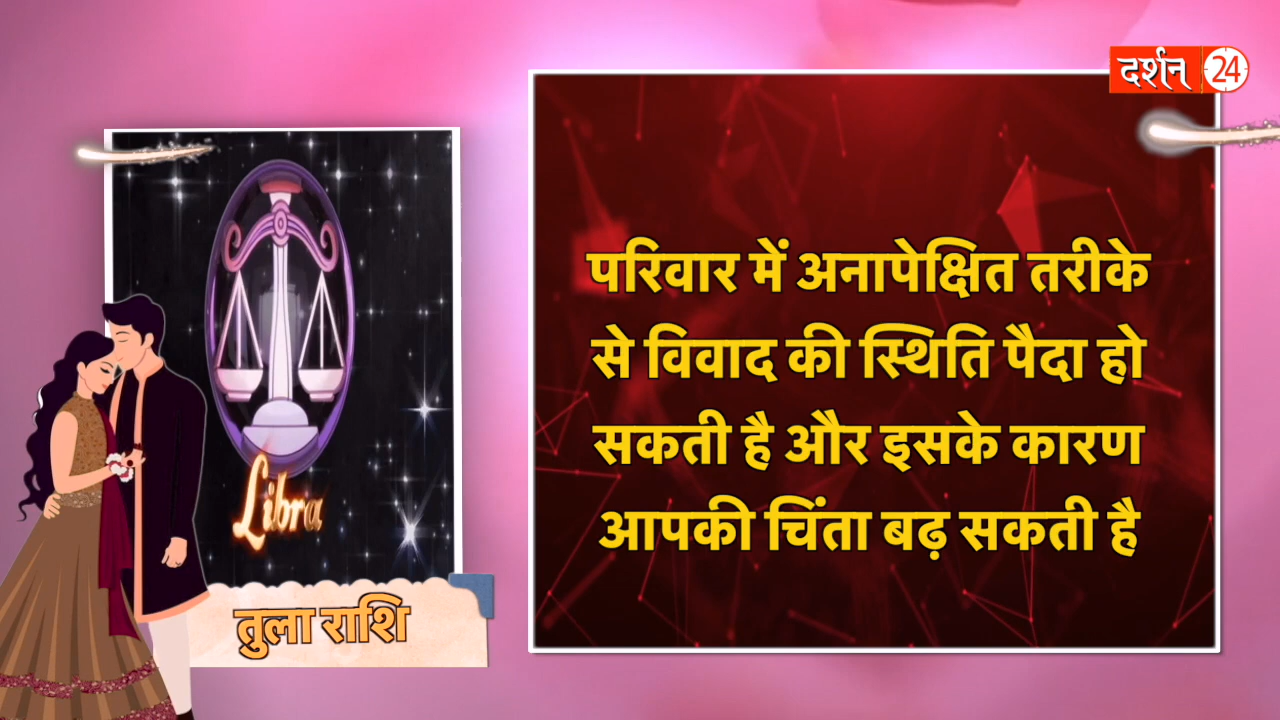 दर्शन 24
परिवार में अनापेक्षित तरीके
से विवाद की स्थिति पैदा हो
सकती है और इसके कारण
आपकी चिंता बढ़ सकती है
Libra
तुला राशि